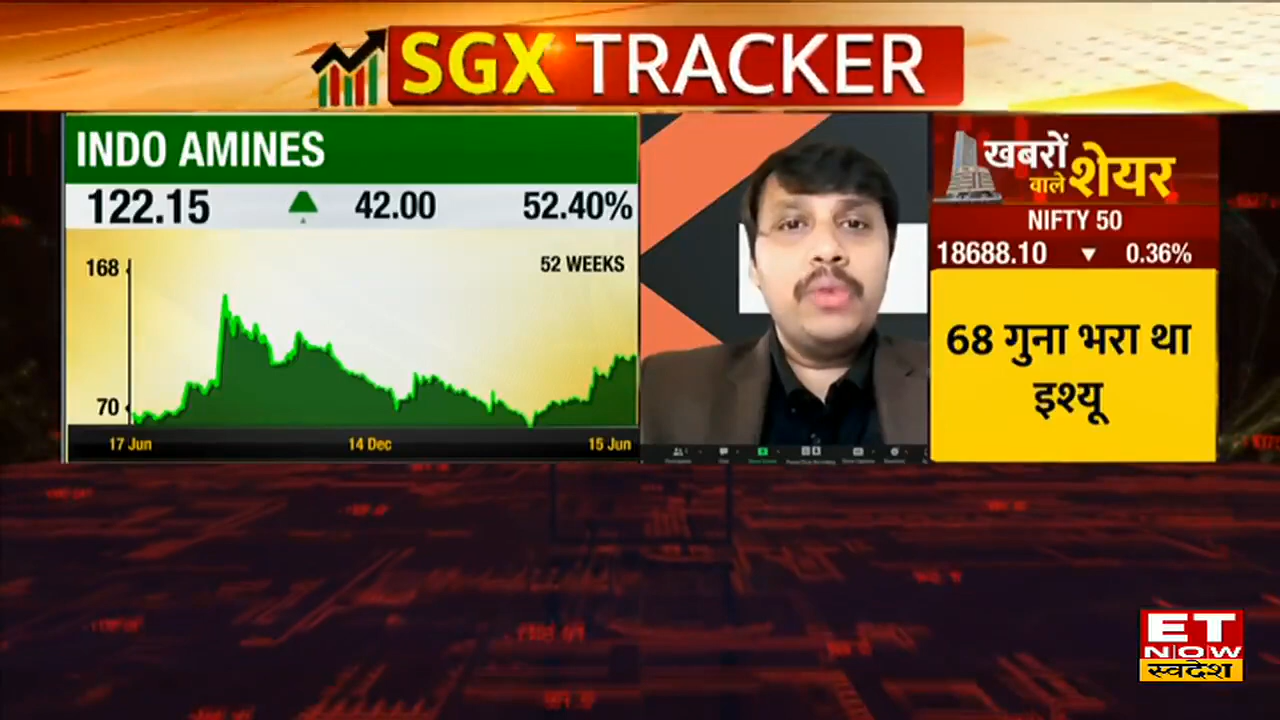 SGX TRACKER
INDO AMINES
122.15 ▲ 42.00 52.40%
52 WEEKS
168
70
17 Jun 14 Dec 15 Jun
खबरों
वाले शेयर
NIFTY 50
18688.10 ▼ 0.36%
68 गुना भरा था
इश्यू
ET
NOW
स्वदेश